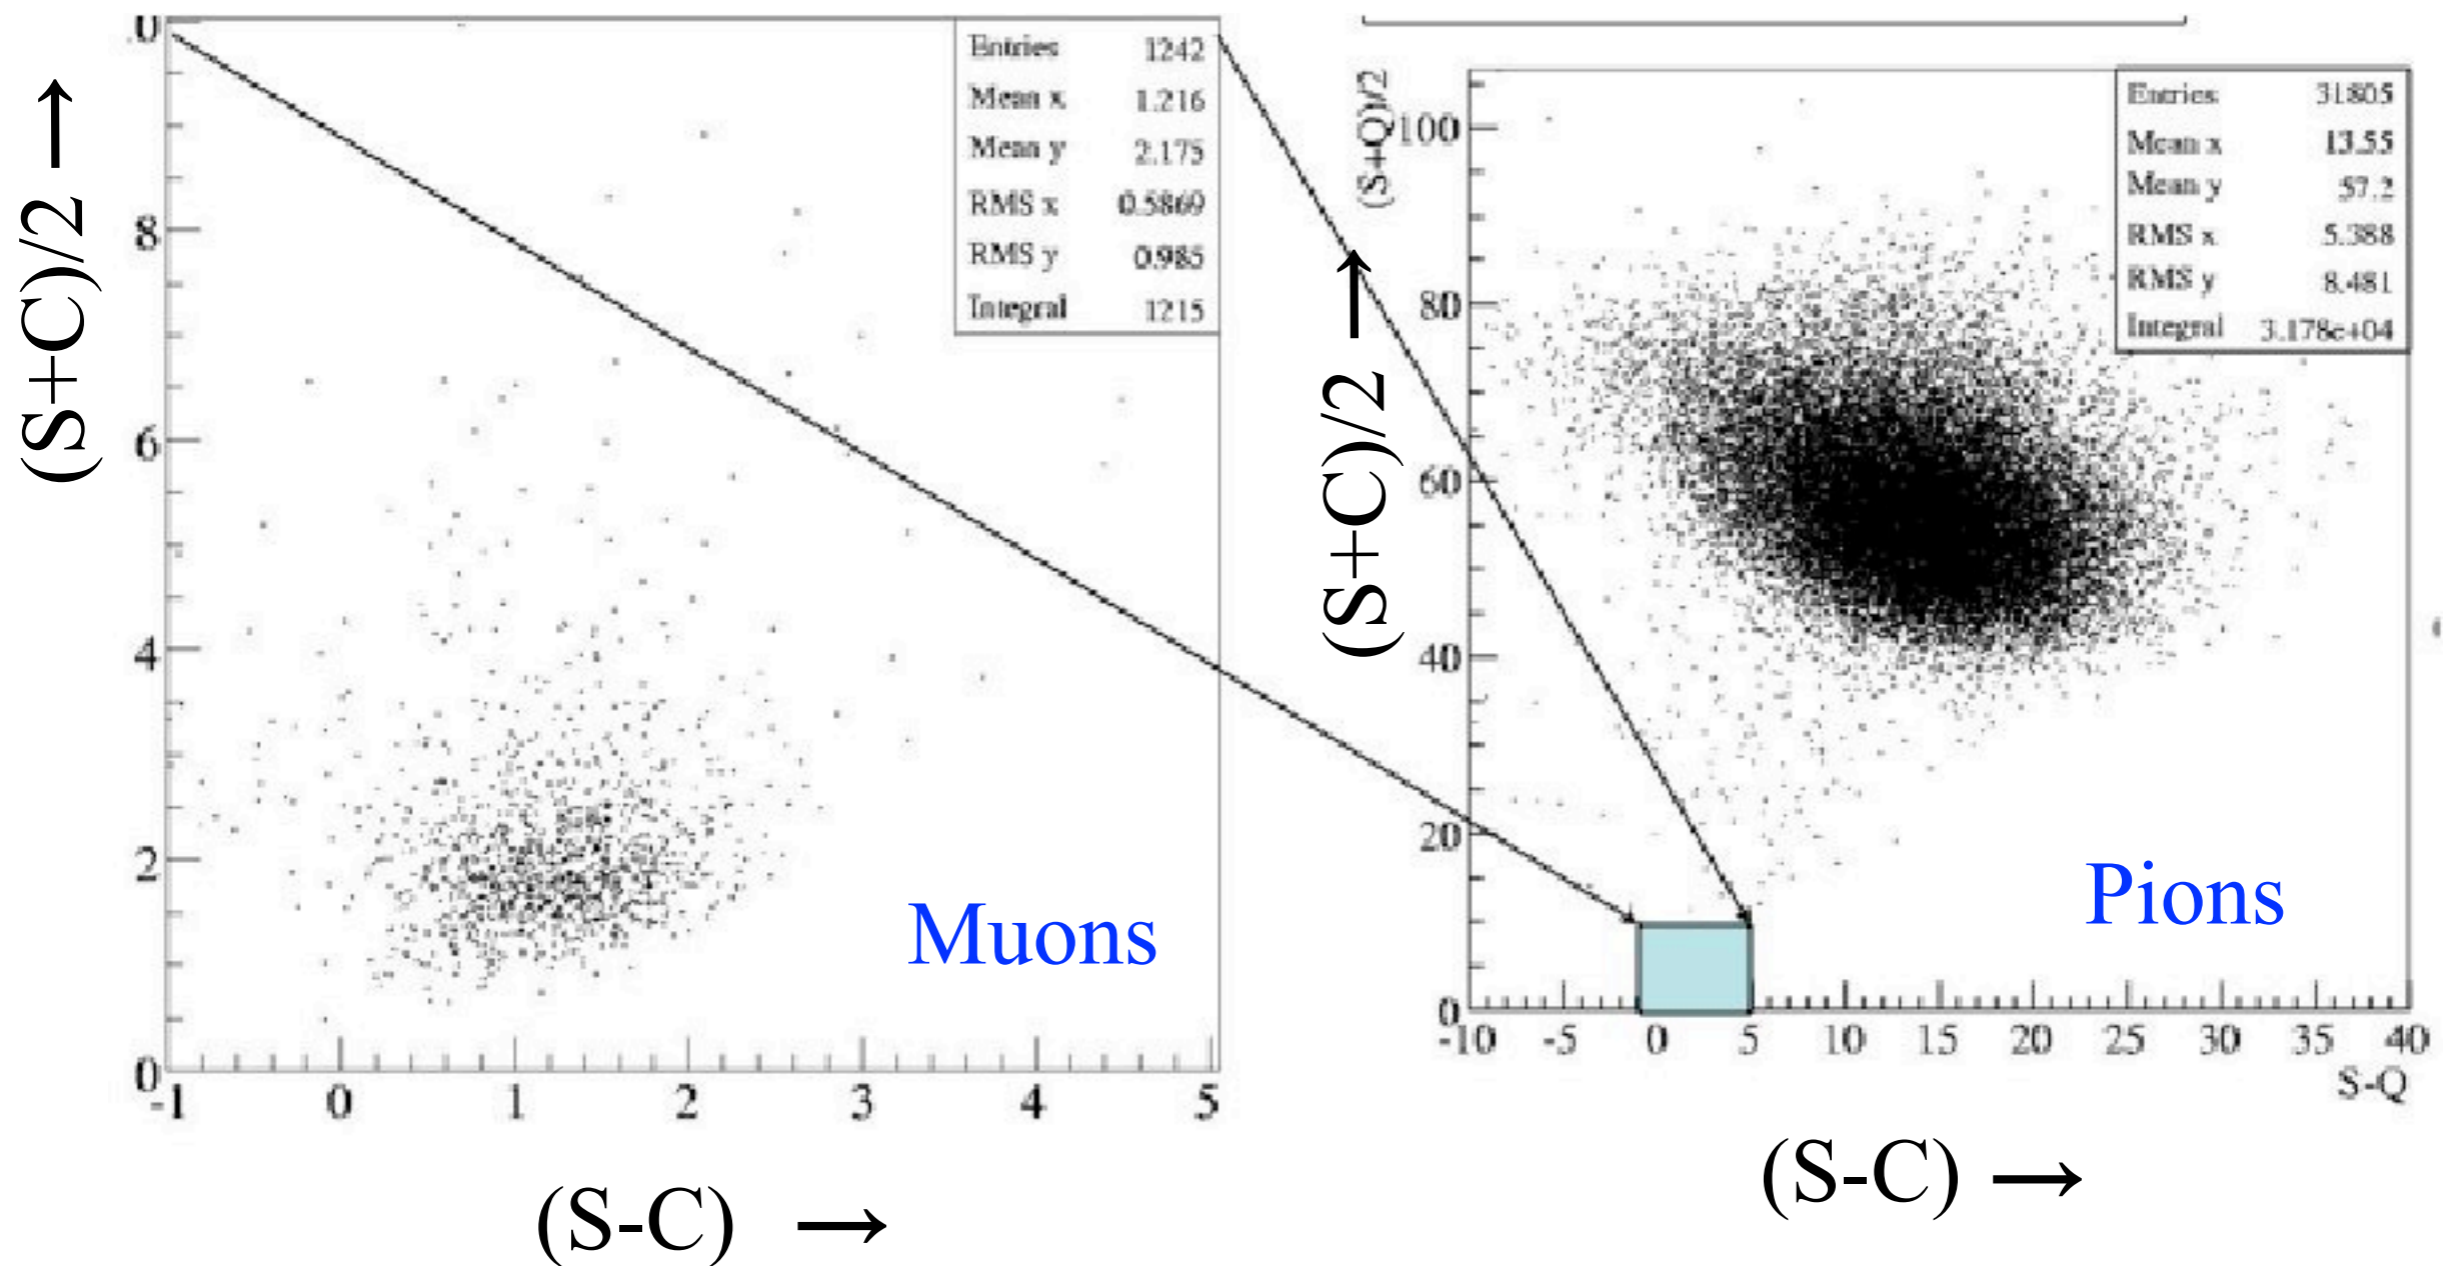 (S+C)/2 →
.0
8
6
4
2
0
-1 0 1 2 3 4 5
(S-C) →
Entries 1242
Mean x 1.216
Mean y 2.175
RMS x 0.5869
RMS y 0.985
Integral 1215
Muons
(S+C)/2 →
(S+Q)/2
100
80
60
40
20
0
-10 -5 0 5 10 15 20 25 30 35 40
S-Q
(S-C) →
Entries 31805
Mean x 13.55
Mean y 57.2
RMS x 5.388
RMS y 8.481
Integral 3.178e+04
Pions